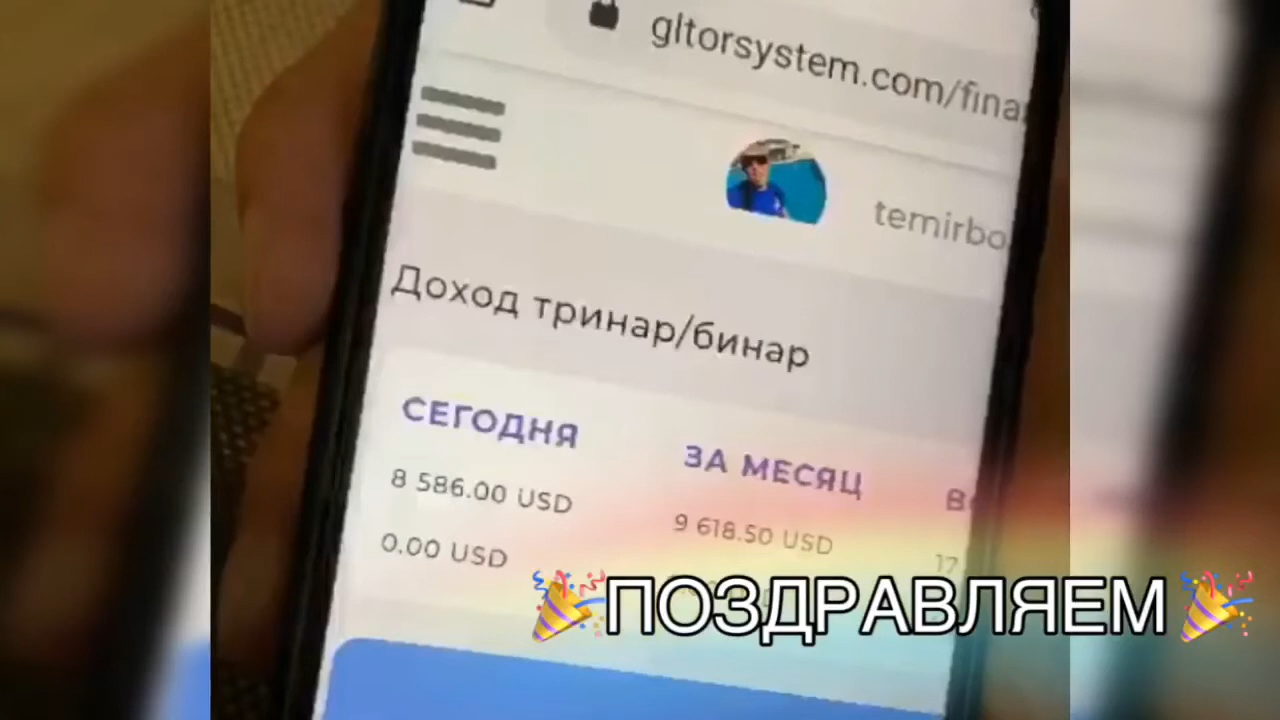 gltorsystem.com/fina
temirbo
Доход тринар/бинар
СЕГОДНЯ
ЗА МЕСЯЦ
8 586.00 USD
9 618.50 USD
17
0.00 USD
🎉ПОЗДРАВЛЯЕМ🎉